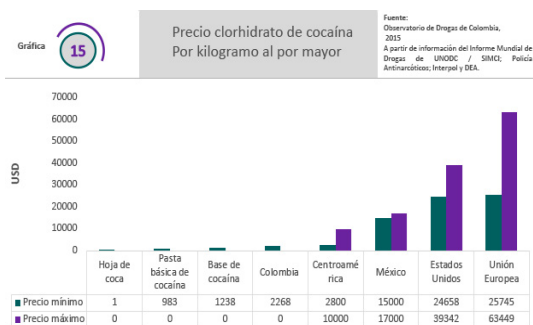 Gráfica
15
Precio clorhidrato de cocaína
Por kilogramo al por mayor
Fuente:
Observatorio de Drogas de Colombia,
2015
A partir de información del Informe Mundial de
Drogas de UNODC / SIMCI; Policía
Antinarcóticos; Interpol y DEA.
USD
70000
60000
50000
40000
30000
20000
10000
0
Hoja de
coca
Pasta
básica de
cocaína
Base de
cocaína
Colombia
Centroamé
rica
México
Estados
Unidos
Unión
Europea
Precio mínimo 1 983 1238 2268 2800 15000 24658 25745
Precio máximo 0 0 0 0 10000 17000 39342 63449